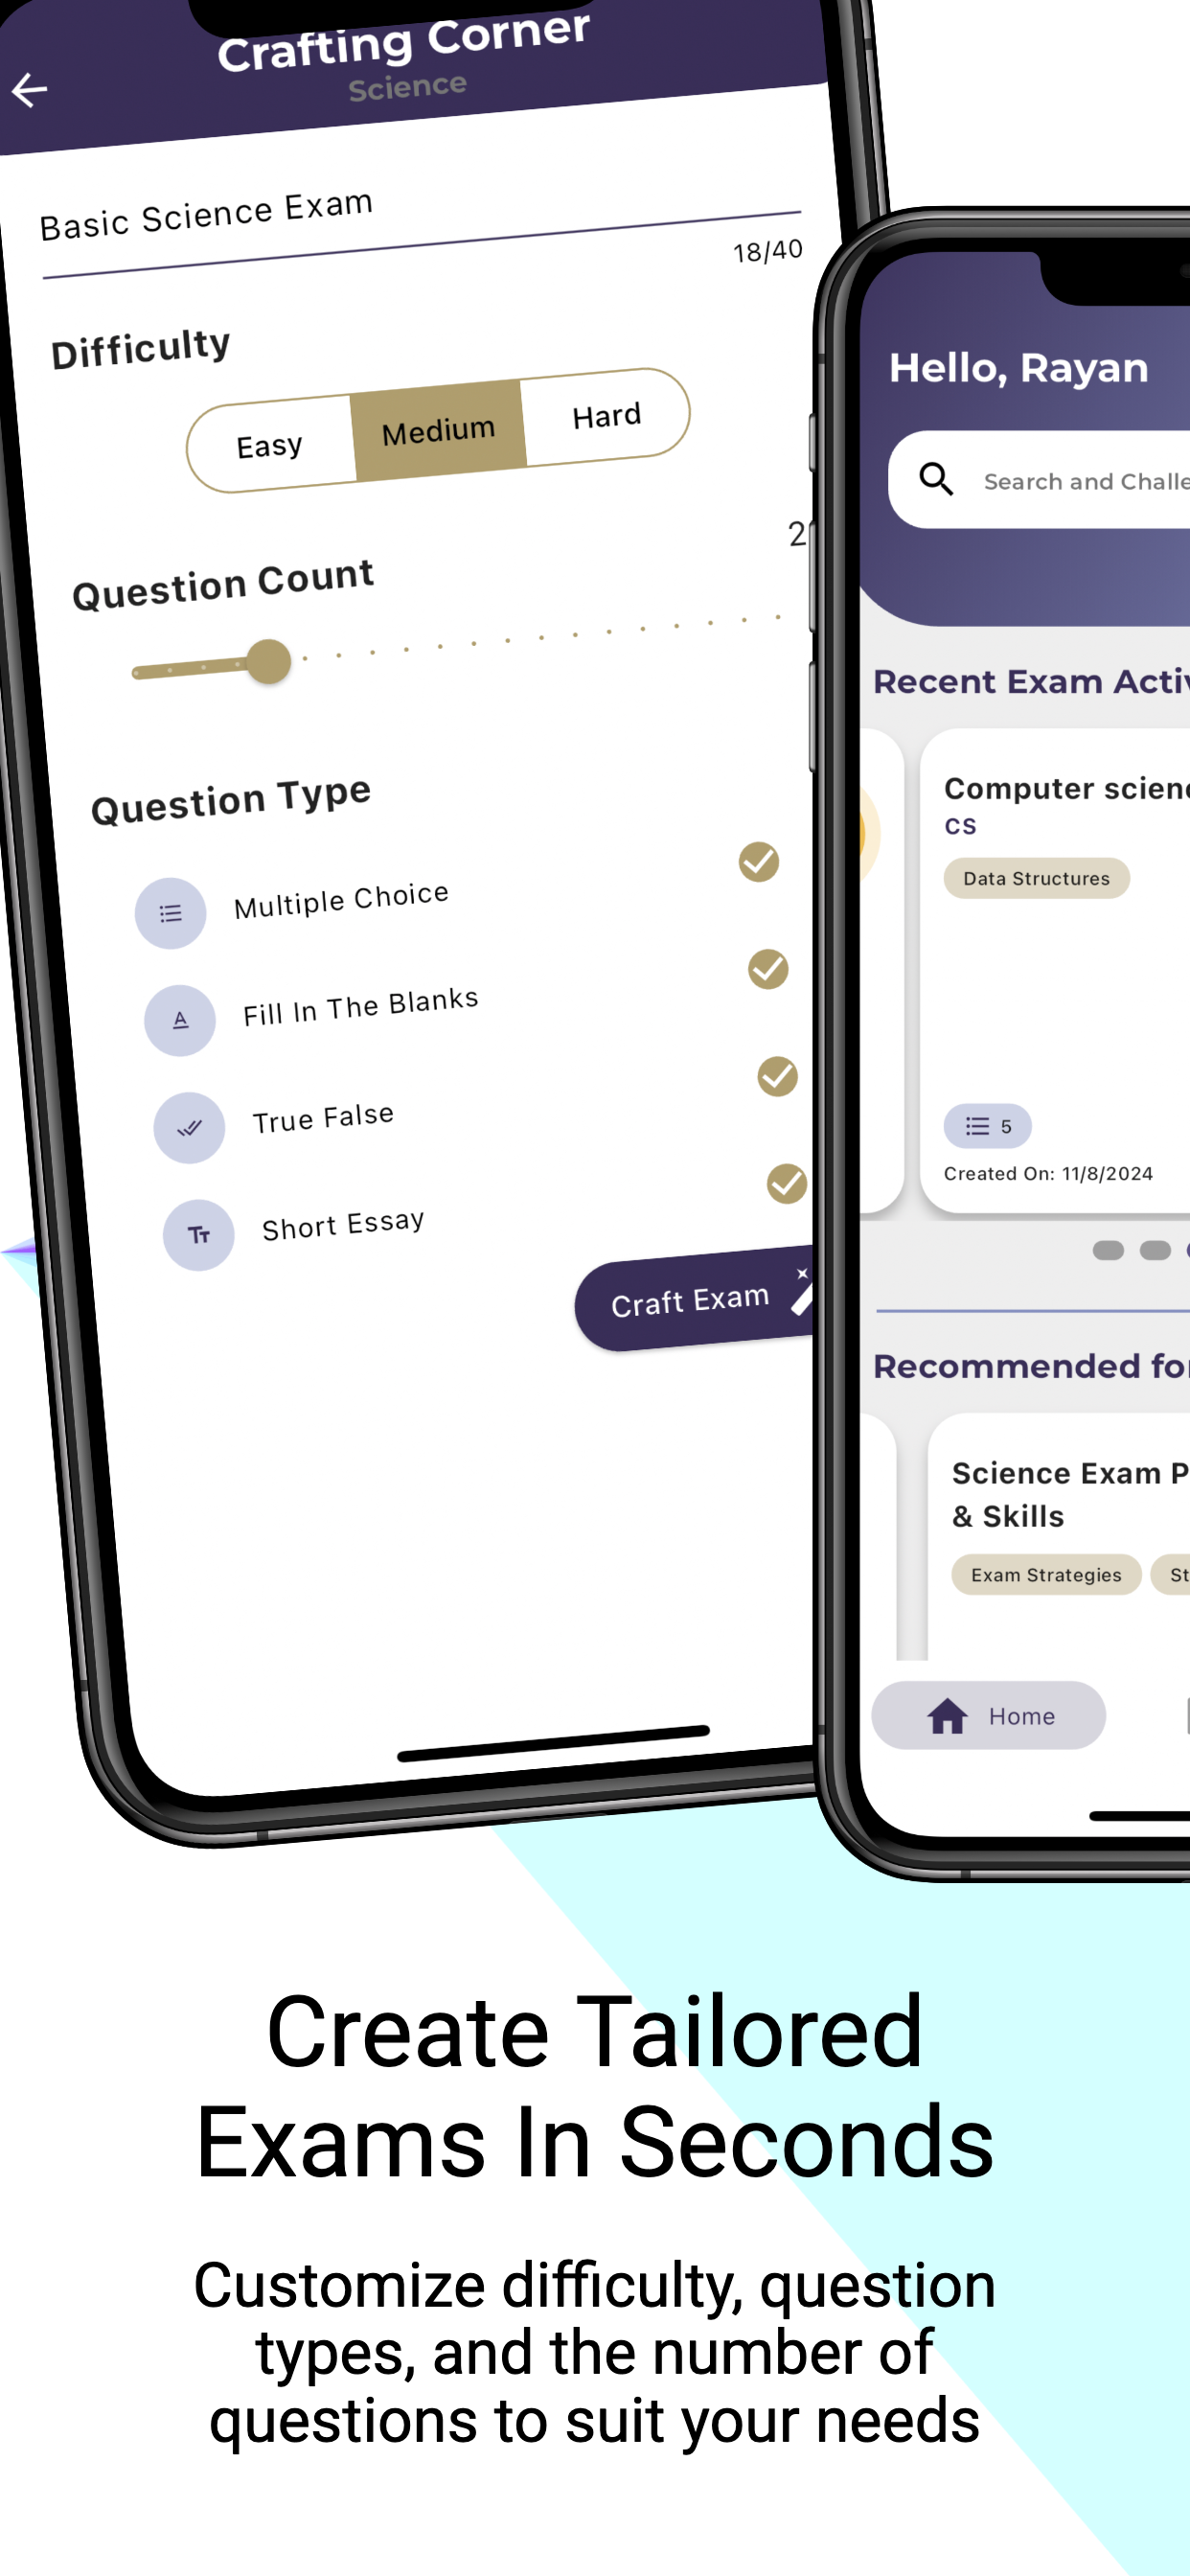 Crafting Corner
Science
Basic Science Exam
18/40
Difficulty
Easy
Medium
Hard
Question Count
2
Question Type
Multiple Choice
Fill In The Blanks
True False
Short Essay
Craft Exam
Hello, Rayan
Search and Challe
Recent Exam Activ
Computer scienc
CS
Data Structures
5
Created On: 11/8/2024
Recommended for
Science Exam P
& Skills
Exam Strategies
St
Home
Create Tailored
Exams In Seconds
Customize difficulty, question
types, and the number of
questions to suit your needs